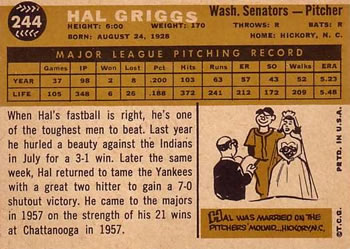 244
HAL GRIGGS
Wash. Senators — Pitcher
HEIGHT: 6:00 WEIGHT: 170 THROWS: R BATS: R
BORN: AUGUST 24, 1928 HOME: HICKORY, N. C.
MAJOR LEAGUE PITCHING RECORD
Games IP Won Lost Pct. Hits Runs ER SO Walks ERA
YEAR 37 98 2 8 .200 103 63 57 43 52 5.23
LIFE 105 348 6 26 .188 372 239 212 172 209 5.48
When Hal's fastball is right, he's one
of the toughest men to beat. Last year
he hurled a beauty against the Indians
in July for a 3-1 win. Later the same
week, Hal returned to tame the Yankees
with a great two hitter to gain a 7-0
shutout victory. He came to the majors
in 1957 on the strength of his 21 wins
at Chattanooga in 1957.
HAL WAS MARRIED ON THE
PITCHERS' MOUND... HICKORY N.C.
©T.C.G. PRTD. IN U.S.A.